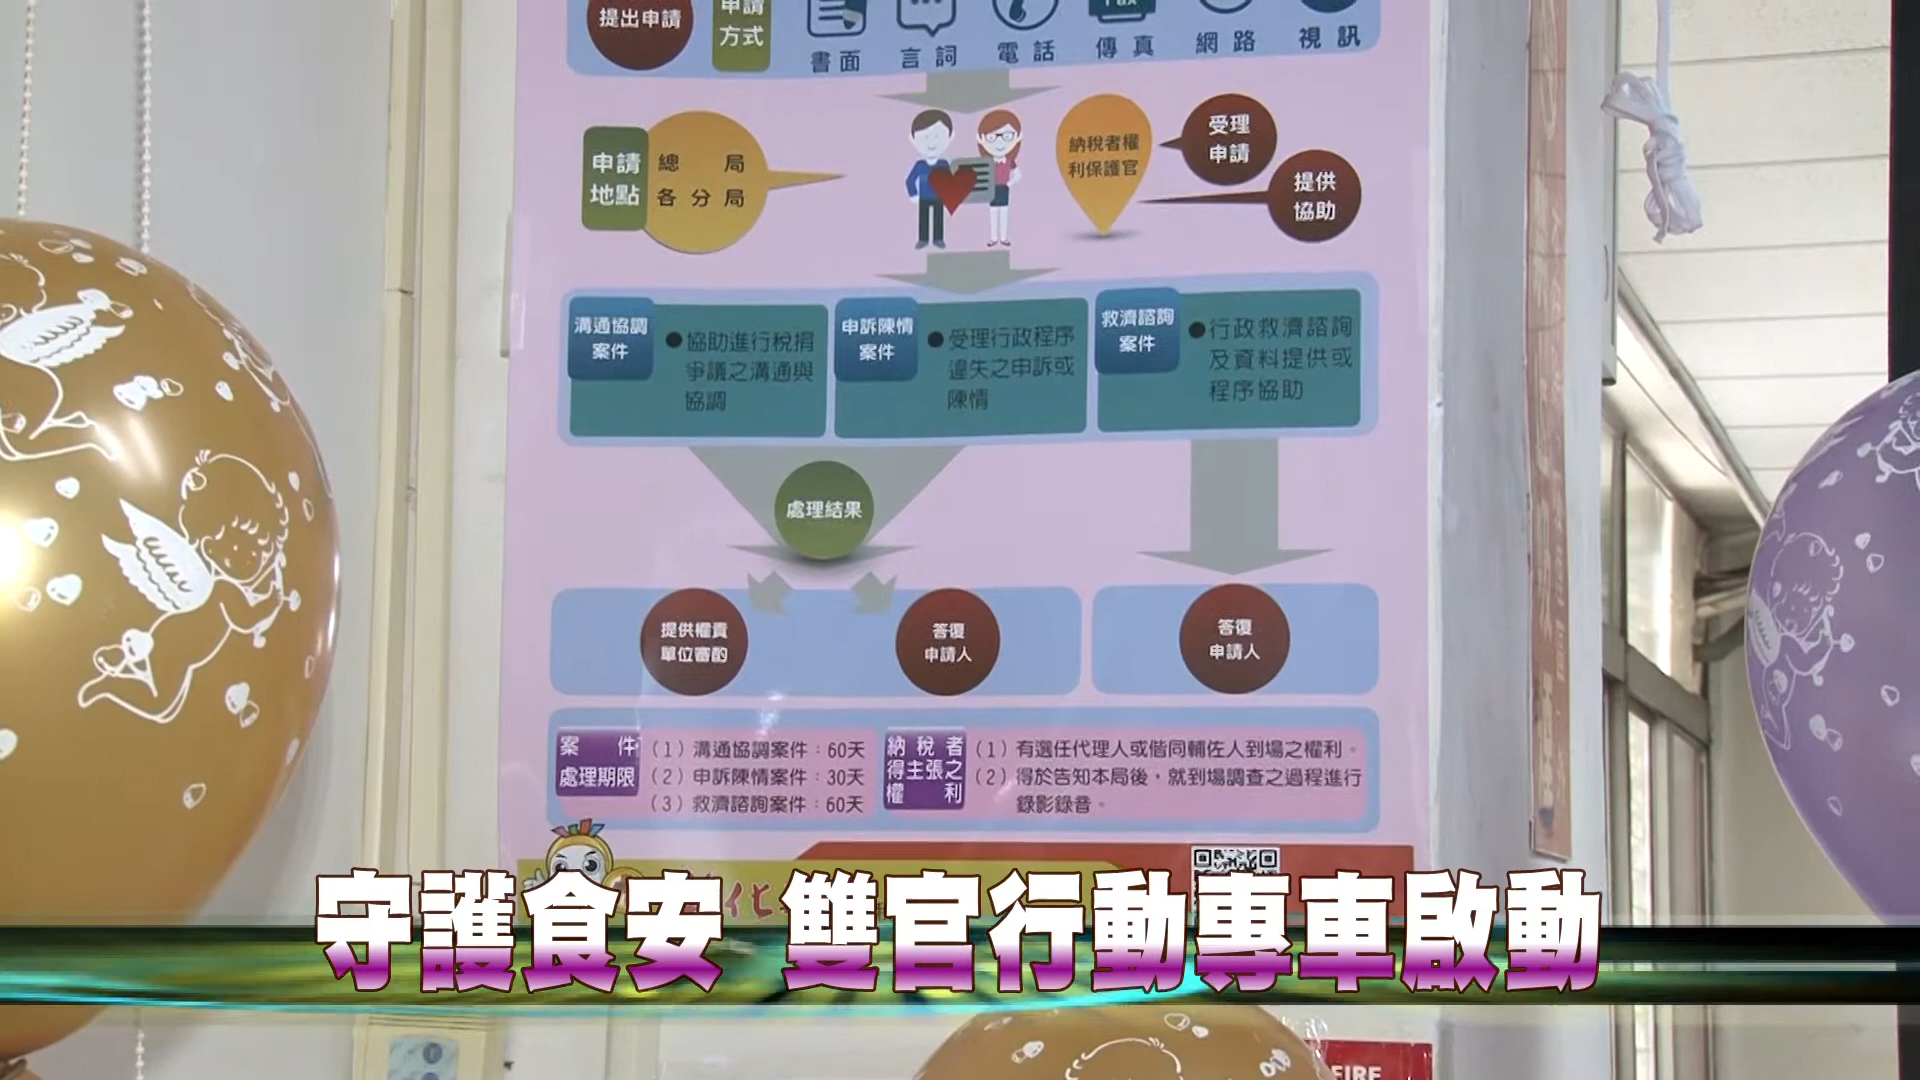 提出申請
申請
方式
Fax
書面 言詞 電話 傳真 網路 視訊
申請
地點
總局
各分局
納稅者權
利保護官
受理
申請
提供
協助
溝通協調
案件
●協助進行稅捐
爭議之溝通與
協調
申訴陳情
案件
●受理行政程序
違失之申訴或
陳情
救濟諮詢
案件
●行政救濟諮詢
及資料提供或
程序協助
處理結果
提供權責
單位審酌
答復
申請人
答復
申請人
案件
處理期限
(1)溝通協調案件:60天
(2)申訴陳情案件:30天
(3)救濟諮詢案件:60天
納稅者
得主張之
權利
(1)有選任代理人或偕同輔佐人到場之權利。
(2)得於告知本局後,就到場調查之過程進行
錄影錄音。
化
守護食安 雙官行動專車啟動
FIRE